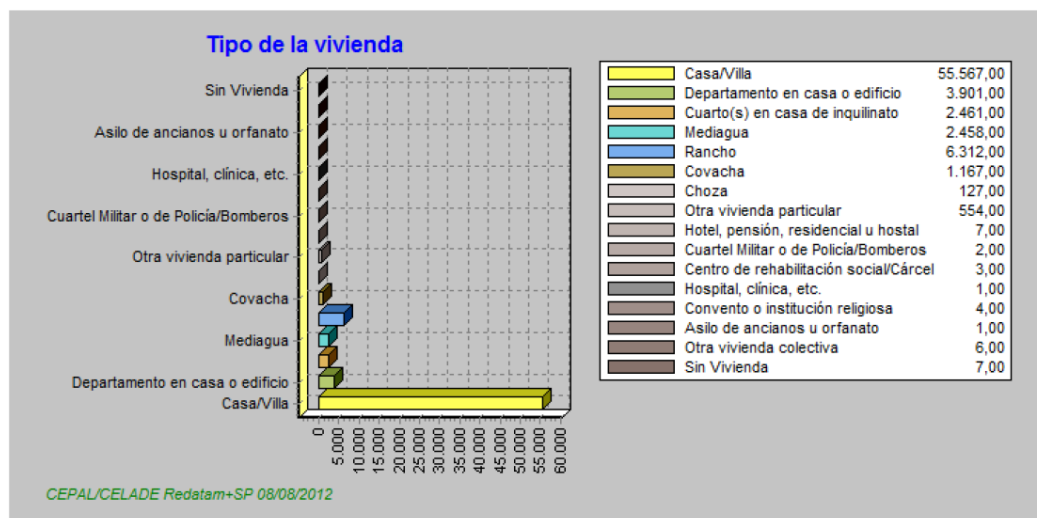 Tipo de la vivienda
Sin Vivienda
Asilo de ancianos u orfanato
Hospital, clínica, etc.
Cuartel Militar o de Policía/Bomberos
Otra vivienda particular
Covacha
Mediagua
Departamento en casa o edificio
Casa/Villa
0
5.000
10.000
15.000
20.000
25.000
30.000
35.000
40.000
45.000
50.000
55.000
60.000
Casa/Villa 55.567,00
Departamento en casa o edificio 3.901,00
Cuarto(s) en casa de inquilinato 2.461,00
Mediagua 2.458,00
Rancho 6.312,00
Covacha 1.167,00
Choza 127,00
Otra vivienda particular 554,00
Hotel, pensión, residencial u hostal 7,00
Cuartel Militar o de Policía/Bomberos 2,00
Centro de rehabilitación social/Cárcel 3,00
Hospital, clínica, etc. 1,00
Convento o institución religiosa 4,00
Asilo de ancianos u orfanato 1,00
Otra vivienda colectiva 6,00
Sin Vivienda 7,00
CEPAL/CELADE Redatam+SP 08/08/2012